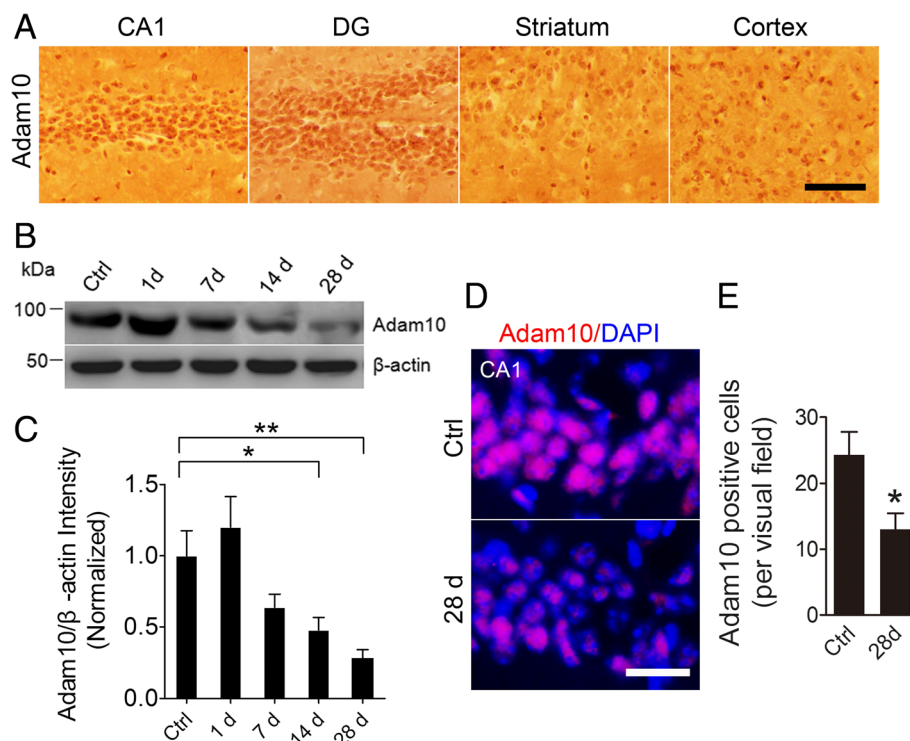 A
CA1 DG Striatum Cortex
Adam10
B
kDa
Ctrl 1d 7d 14 d 28 d
100
Adam10
50
β-actin
C
** 
*
Adam10/β -actin Intensity
(Normalized)
1.5
1.0
0.5
0.0
Ctrl 1 d 7 d 14 d 28 d
D
Adam10/DAPI
CA1
Ctrl
28 d
E
Adam10 positive cells
(per visual field)
30
20
10
0
*
Ctrl 28d